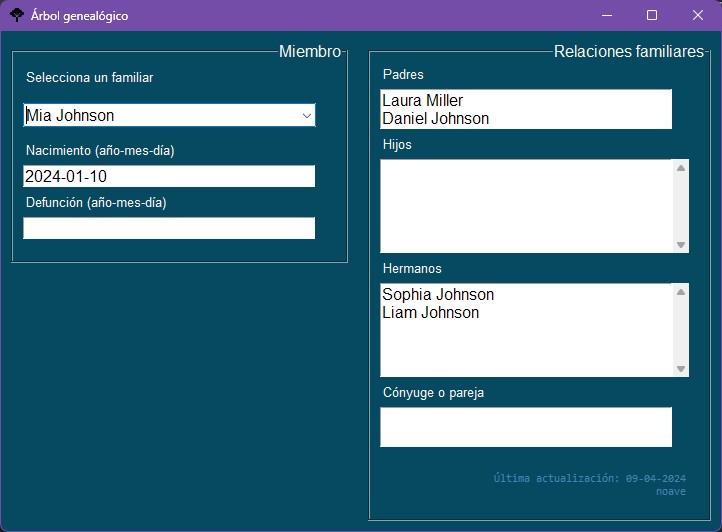 Árbol genealógico
Miembro
Selecciona un familiar
Mia Johnson
Nacimiento (año-mes-día)
2024-01-10
Defunción (año-mes-día)
Relaciones familiares
Padres
Laura Miller
Daniel Johnson
Hijos
Hermanos
Sophia Johnson
Liam Johnson
Cónyuge o pareja
Última actualización: 09-04-2024
noave